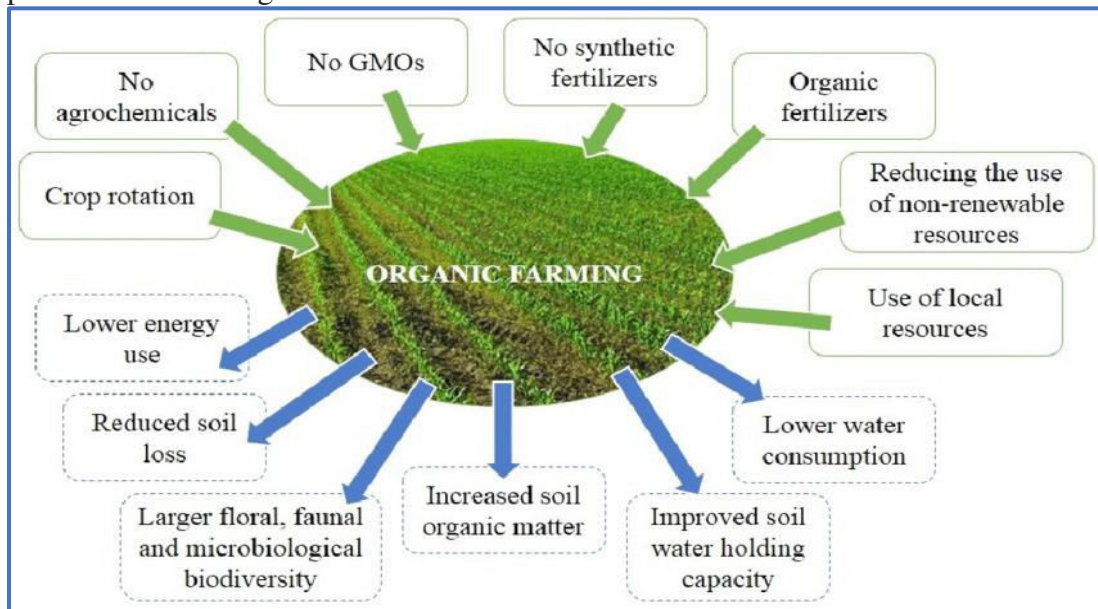 No GMOs
No synthetic
fertilizers
No
agrochemicals
Organic
fertilizers
Crop rotation
Reducing the use
of non-renewable
resources
ORGANIC FARMING
Use of local
resources
Lower energy
use
Reduced soil
loss
Larger floral, faunal
and microbiological
biodiversity
Increased soil
organic matter
Improved soil
water holding
capacity
Lower water
consumption